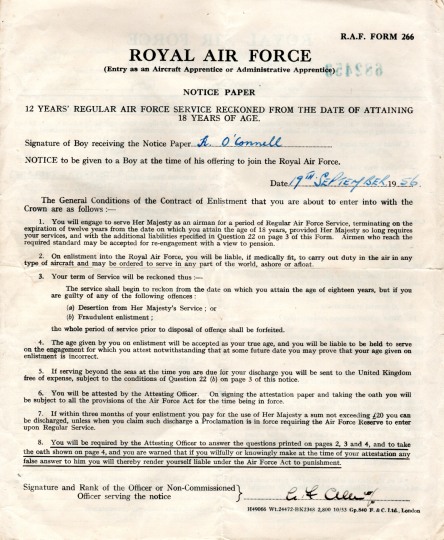 R.A.F. FORM 266
ROYAL AIR FORCE
(Entry as an Aircraft Apprentice or Administrative Apprentice)
NOTICE PAPER
12 YEARS' REGULAR AIR FORCE SERVICE RECKONED FROM THE DATE OF ATTAINING
18 YEARS OF AGE.
Signature of Boy receiving the Notice Paper A. O'Connell
NOTICE to be given to a Boy at the time of his offering to join the Royal Air Force.
Date 19TH SEPTEMBER 1956.
The General Conditions of the Contract of Enlistment that you are about to enter into with
the Crown are as follows :—
1. You will engage to serve Her Majesty as an airman for a period of Regular Air Force Service, terminating on the
expiration of twelve years from the date on which you attain the age of 18 years, provided Her Majesty so long requires
your services, and with the additional liabilities specified in Question 22 on page 3 of this Form. Airmen who reach the
required standard may be accepted for re-engagement with a view to pension.
2. On enlistment into the Royal Air Force, you will be liable, if medically fit, to carry out duty in the air in any
type of aircraft and may be ordered to serve in any part of the world, ashore or afloat.
3. Your term of Service will be reckoned thus :—
The service shall begin to reckon from the date on which you attain the age of eighteen years, but if you
are guilty of any of the following offences :
(a) Desertion from Her Majesty's Service ; or
(b) Fraudulent enlistment ;
the whole period of service prior to disposal of offence shall be forfeited.
4. The age given by you on enlistment will be accepted as your true age, and you will be liable to be held to serve
on the engagement for which you attest notwithstanding that at some future date you may prove that your age given on
enlistment is incorrect.
5. If serving beyond the seas at the time you are due for your discharge you will be sent to the United Kingdom
free of expense, subject to the conditions of Question 22 (b) on page 3 of this notice.
6. You will be attested by the Attesting Officer. On signing the attestation paper and taking the oath you will
be subject to all the provisions of the Air Force Act for the time being in force.
7. If within three months of your enlistment you pay for the use of Her Majesty a sum not exceeding £20 you can
be discharged, unless when you claim such discharge a Proclamation is in force requiring the Air Force Reserve to enter
upon Regular Service.
8. You will be required by the Attesting Officer to answer the questions printed on pages 2, 3 and 4, and to take
the oath shown on page 4, and you are warned that if you wilfully or knowingly make at the time of your attestation any
false answer to him you will thereby render yourself liable under the Air Force Act to punishment.
Signature and Rank of the Officer or Non-Commissioned
Officer serving the notice
London